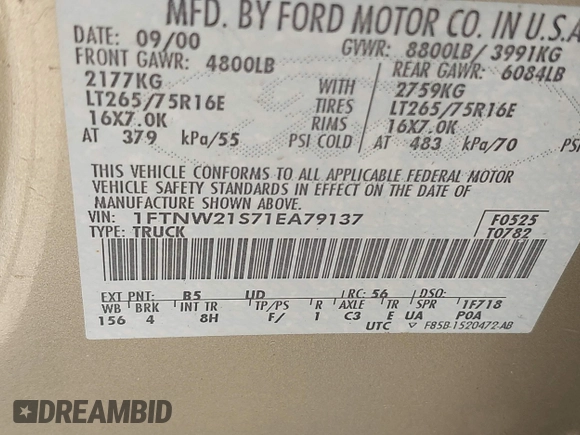 MFD. BY FORD MOTOR CO. IN U.S.A
DATE: 09/00 GVWR: 8800LB/ 3991KG
FRONT GAWR: 4800LB REAR GAWR: 6084LB
2177KG WITH 2759KG
LT265/75R16E TIRES LT265/75R16E
16X7.0K RIMS 16X7.0K
AT 379 kPa/55 PSI COLD AT 483 kPa/70
THIS VEHICLE CONFORMS TO ALL APPLICABLE FEDERAL MOTOR
VEHICLE SAFETY STANDARDS IN EFFECT ON THE DATE OF
MANUFACTURE SHOWN ABOVE.
VIN: 1FTNW21S71EA79137 F0525
TYPE: TRUCK T0782
EXT PNT: B5 UD RC: 56 DSO:
WB BRK INT TR TP/PS R AXLE TR SPR 1F718
156 4 8H F/ 1 C3 E UA P0A
UTC F85B-1520472-AB
DREAMBID